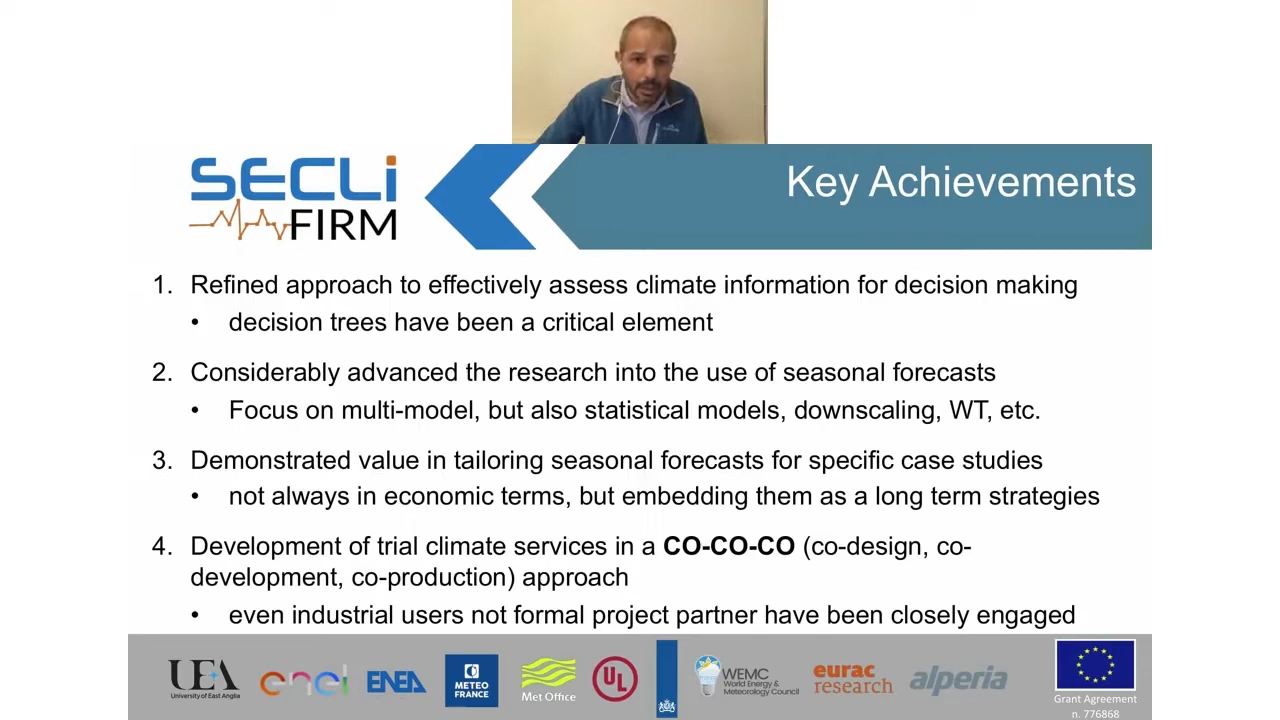 SECLi
FIRM
Key Achievements
1. Refined approach to effectively assess climate information for decision making
• decision trees have been a critical element
2. Considerably advanced the research into the use of seasonal forecasts
• Focus on multi-model, but also statistical models, downscaling, WT, etc.
3. Demonstrated value in tailoring seasonal forecasts for specific case studies
• not always in economic terms, but embedding them as a long term strategies
4. Development of trial climate services in a CO-CO-CO (co-design, co-
development, co-production) approach
• even industrial users not formal project partner have been closely engaged
UEA
University of East Anglia
enel
ENEA
METEO
FRANCE
Met Office
UL
WEMC
World Energy &
Meteorology Council
eurac
research
alperia
Grant Agreement
n. 776868